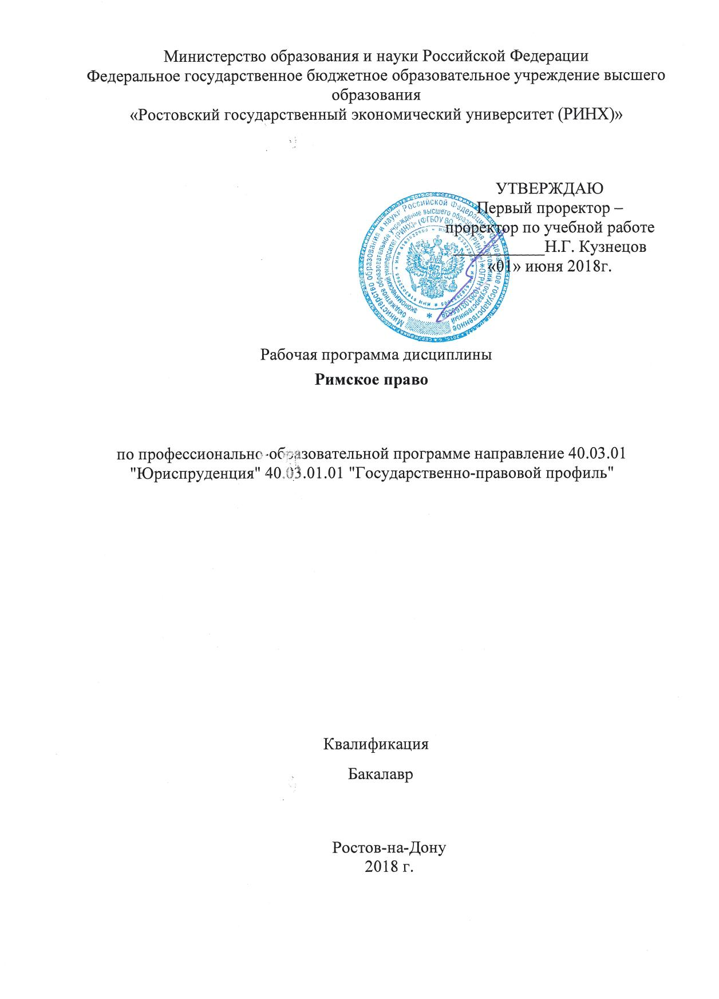 Министерство образования и науки Российской Федерации
Федеральное государственное бюджетное образовательное учреждение высшего
образования
«Ростовский государственный экономический университет (РИНХ)»
УТВЕРЖДАЮ
Первый проректор –
проректор по учебной работе
___________Н.Г. Кузнецов
«01» июня 2018г.
Рабочая программа дисциплины
Римское право
по профессионально-образовательной программе направление 40.03.01
"Юриспруденция" 40.03.01.01 "Государственно-правовой профиль"
Квалификация
Бакалавр
Ростов-на-Дону
2018 г.